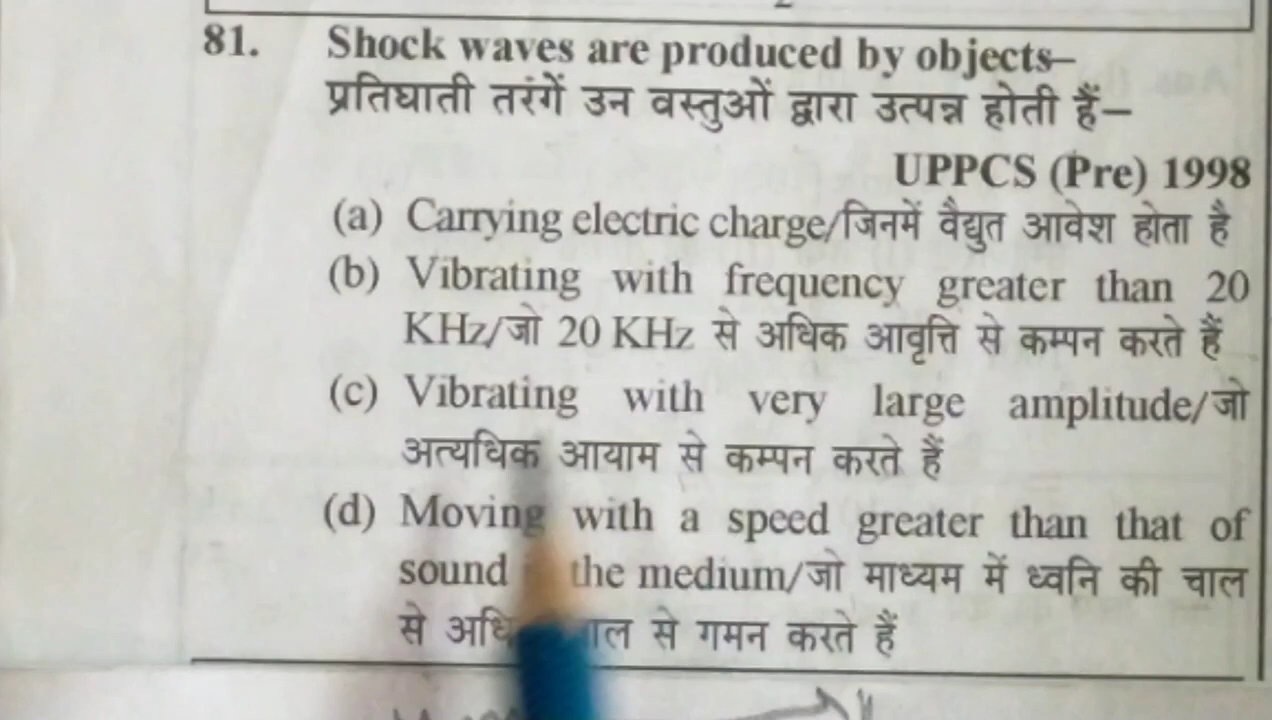 81. Shock waves are produced by objects–
प्रतिघाती तरंगें उन वस्तुओं द्वारा उत्पन्न होती हैं–
UPPCS (Pre) 1998
(a) Carrying electric charge/जिनमें वैद्युत आवेश होता है
(b) Vibrating with frequency greater than 20
KHz/जो 20 KHz से अधिक आवृत्ति से कम्पन करते हैं
(c) Vibrating with very large amplitude/जो
अत्यधिक आयाम से कम्पन करते हैं
(d) Moving with a speed greater than that of
sound the medium/जो माध्यम में ध्वनि की चाल
से गमन करते हैं